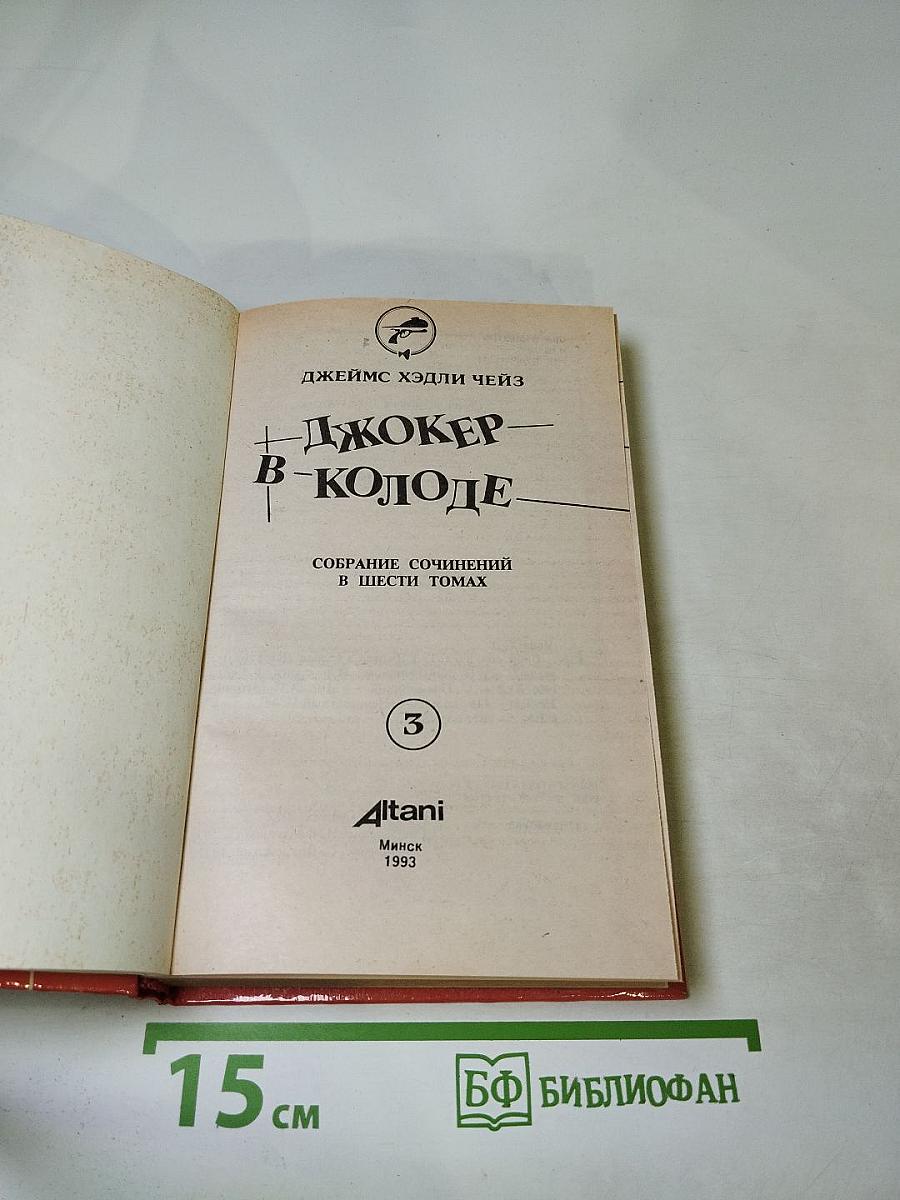 ДЖЕЙМС ХЭДЛИ ЧЕЙЗ
ДЖОКЕР
В КОЛОДЕ
СОБРАНИЕ СОЧИНЕНИЙ
В ШЕСТИ ТОМАХ
3
Altani
Минск
1993
15 см
БФ БИБЛИОФАН